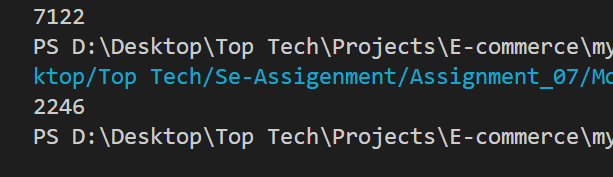 7122
PS D:\Desktop\Top Tech\Projects\E-commerce\my
ktop/Top Tech/Se-Assigenment/Assignment_07/Mo
2246
PS D:\Desktop\Top Tech\Projects\E-commerce\my